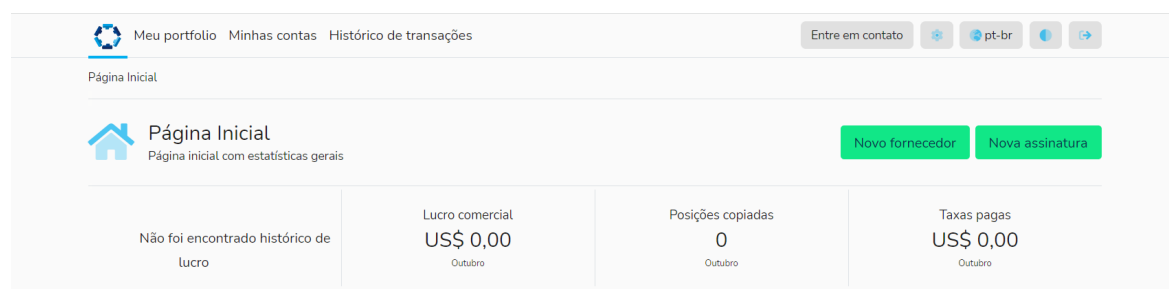 Meu portfolio Minhas contas Histórico de transações Entre em contato pt-br
Página Inicial
Página Inicial
Página inicial com estatísticas gerais
Novo fornecedor Nova assinatura
Não foi encontrado histórico de
lucro
Lucro comercial
US$ 0,00
Outubro
Posições copiadas
0
Outubro
Taxas pagas
US$ 0,00
Outubro